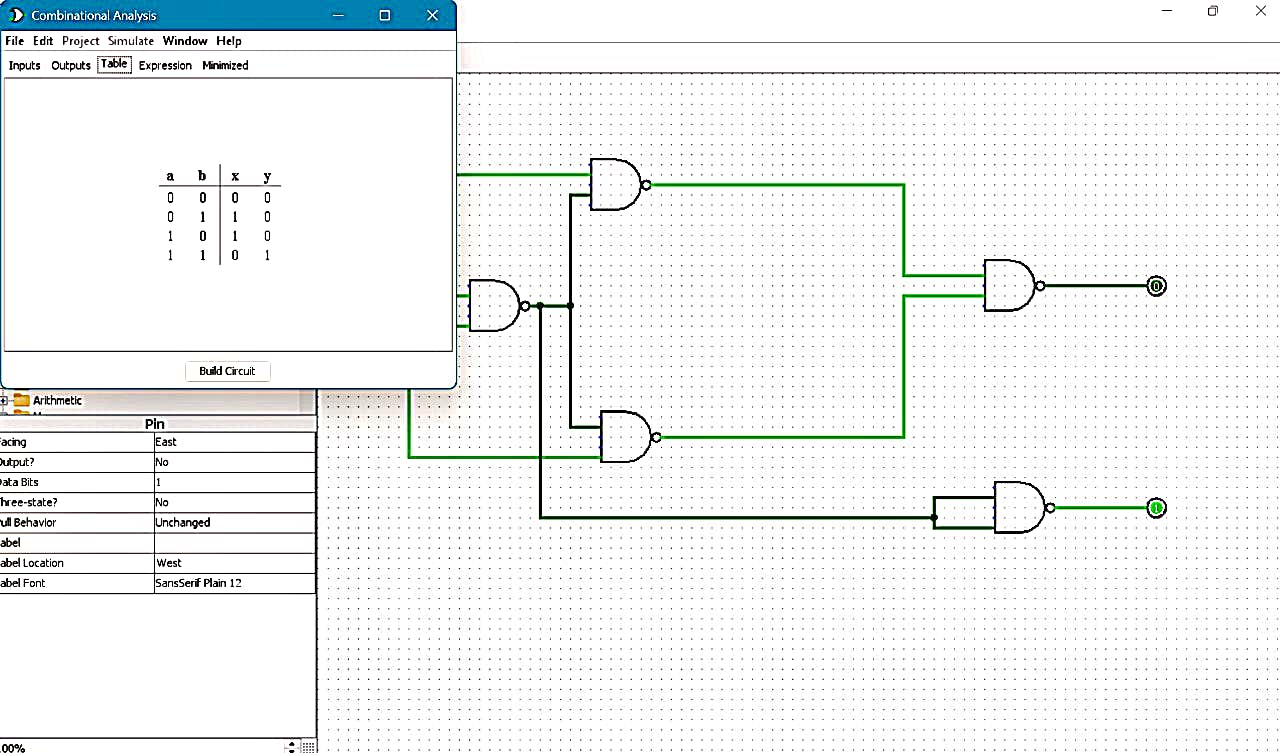 Combinational Analysis
File Edit Project Simulate Window Help
Inputs Outputs Table Expression Minimized
a b x y
0 0 0 0
0 1 1 0
1 0 1 0
1 1 0 1
Build Circuit
Arithmetic
Pin
acing East
utput? No
ata Bits 1
hree-state? No
ull Behavior Unchanged
abel
abel Location West
abel Font SansSerif Plain 12
00%
0
1